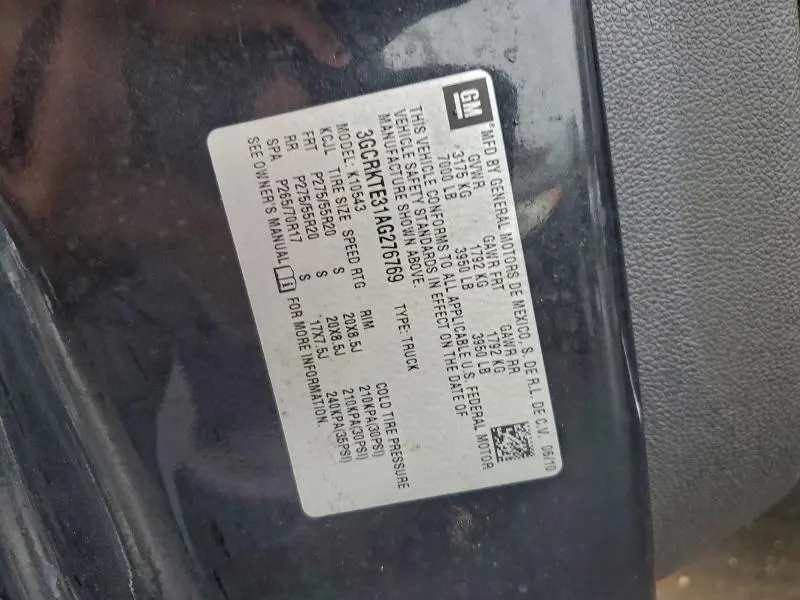 GM
MFD BY GENERAL MOTORS DE MEXICO, S. DE R.L. DE C.V. 06/10
GVWR GAWR FRT GAWR RR
3175 KG 1792 KG 1792 KG
7000 LB 3950 LB 3950 LB
THIS VEHICLE CONFORMS TO ALL APPLICABLE U.S. FEDERAL MOTOR
VEHICLE SAFETY STANDARDS IN EFFECT ON THE DATE OF
MANUFACTURE SHOWN ABOVE.
3GCRKTE31AG276769 TYPE: TRUCK
MODEL: K10543
KCJL TIRE SIZE SPEED RTG RIM COLD TIRE PRESSURE
FRT P275/55R20 S 20X8.5J 210KPA(30PSI)
RR P275/55R20 S 20X8.5J 210KPA(30PSI)
SPA P265/70R17 S 17X7.5J 240KPA(35PSI)
SEE OWNER'S MANUAL i FOR MORE INFORMATION.